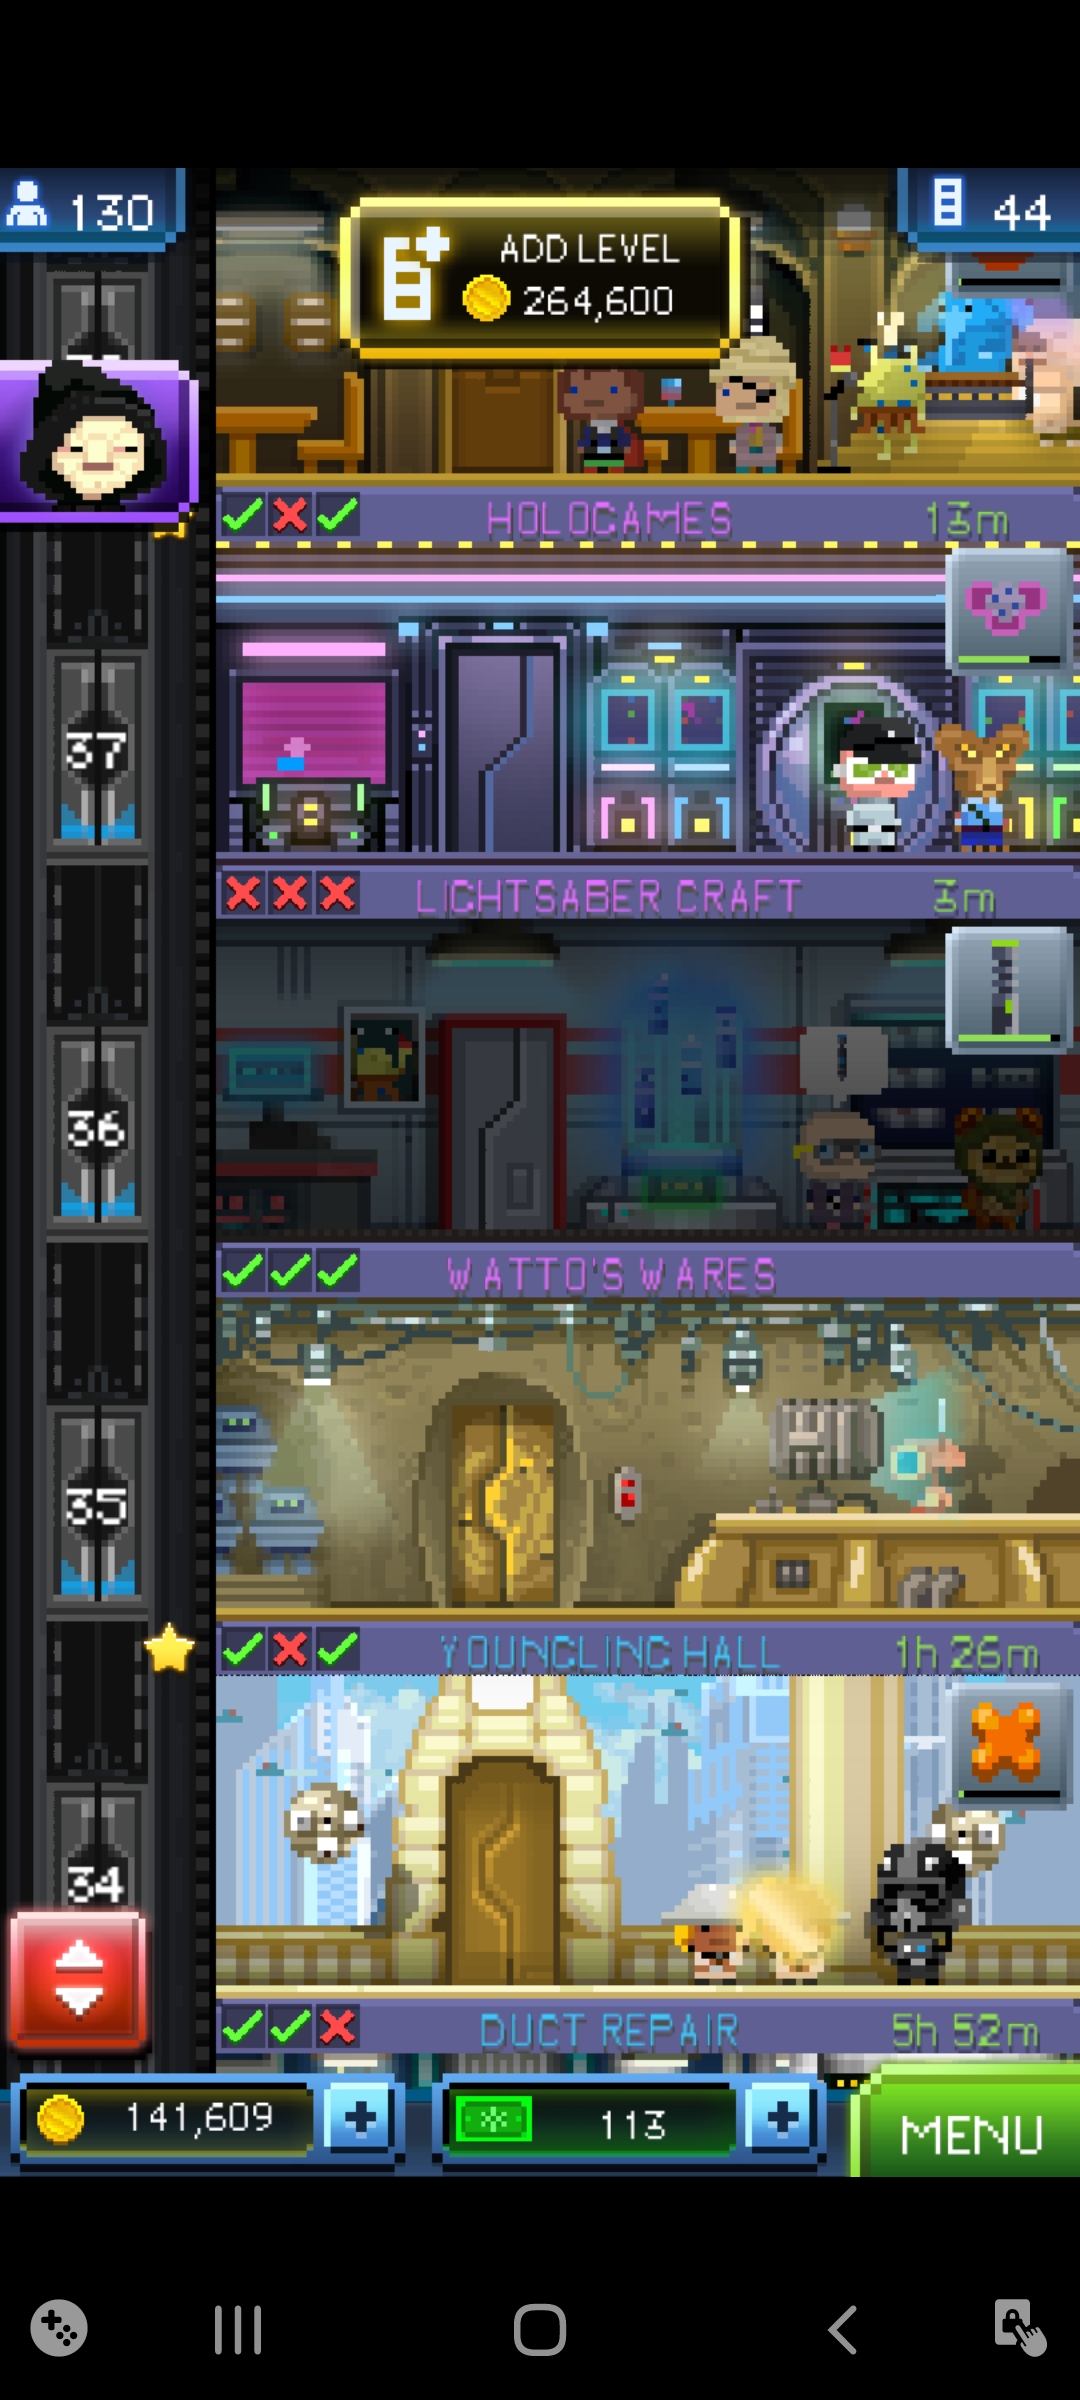 130
44
ADD LEVEL
264,600
HOLOGAMES 13m
37
LIGHTSABER CRAFT 3m
36
WATTO'S WARES
35
YOUNGLING HALL 1h 26m
34
DUCT REPAIR 5h 52m
141,609
113
MENU